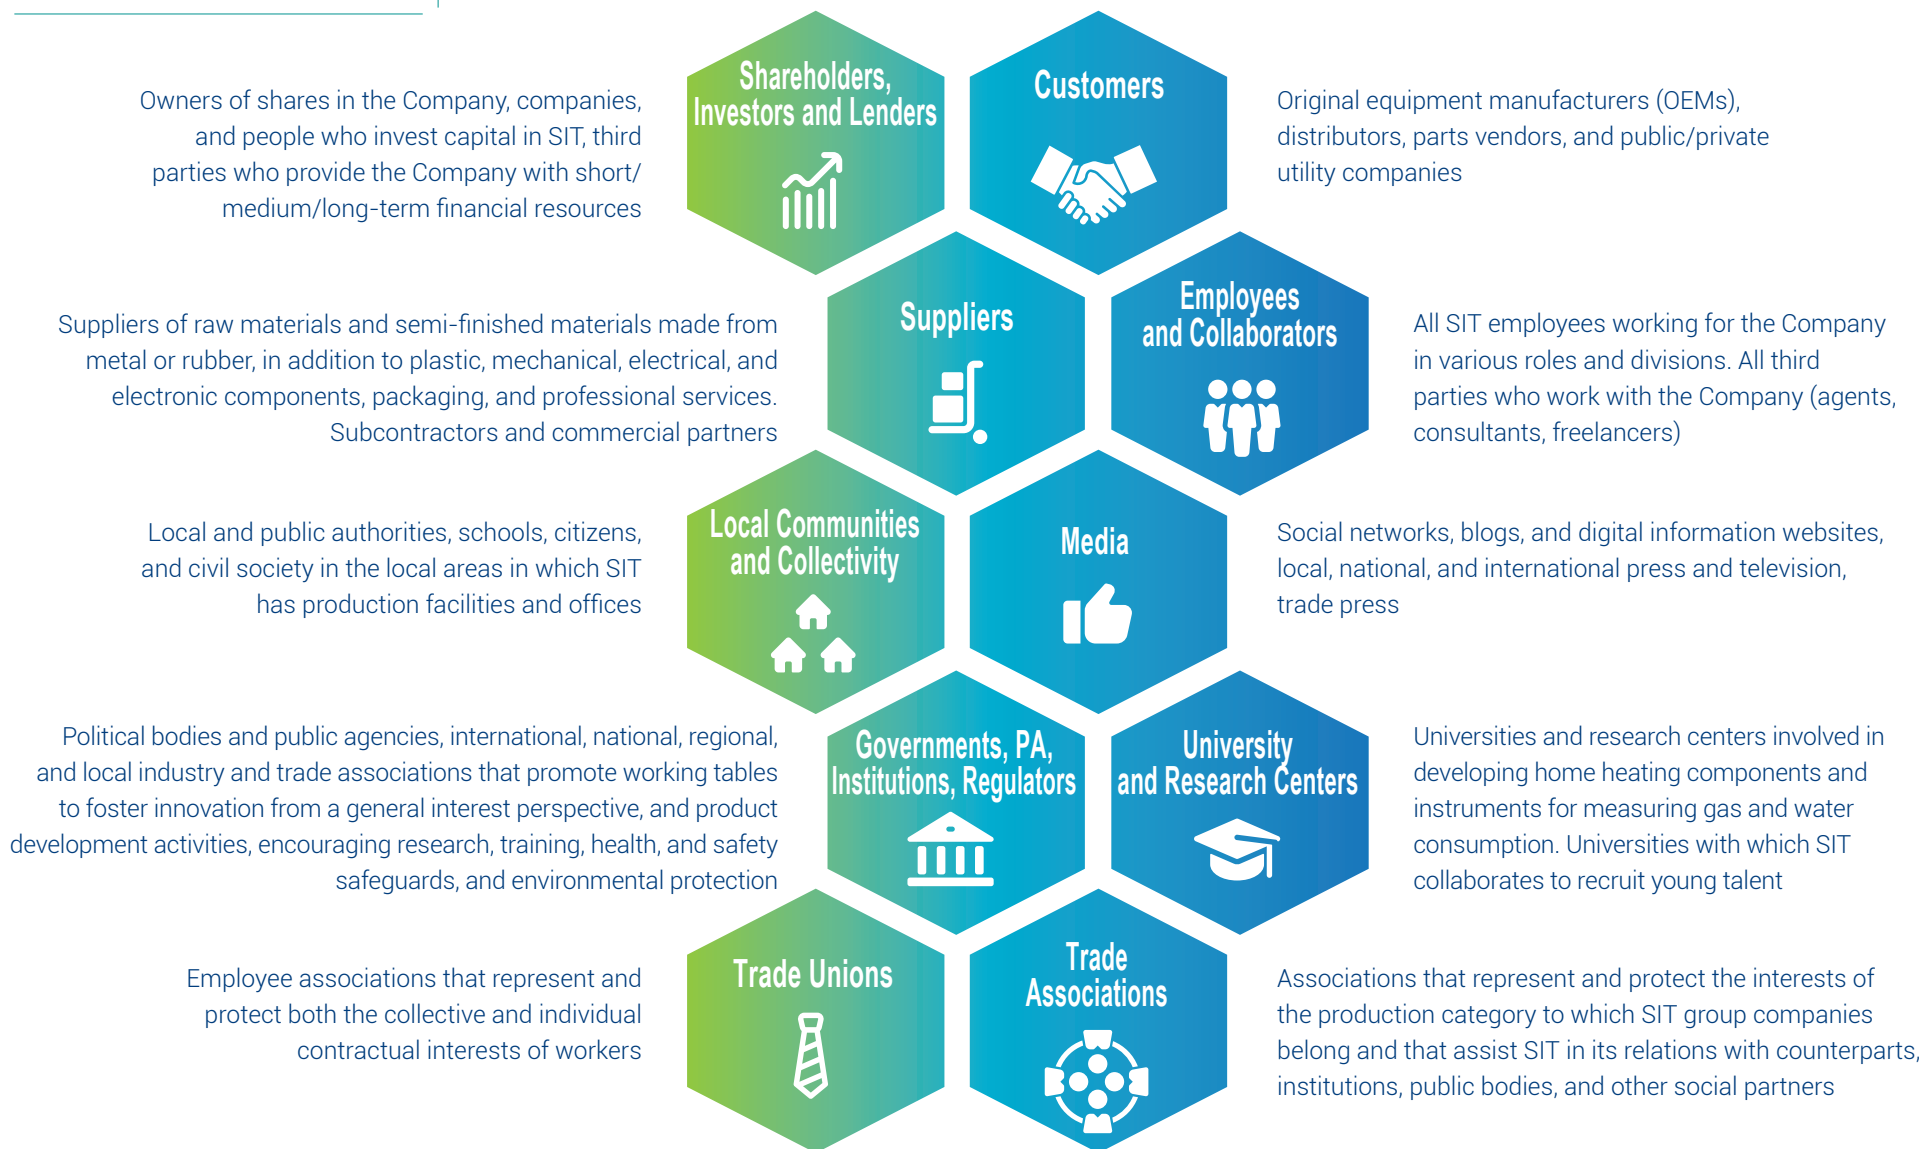 Shareholders,
Investors and Lenders
Owners of shares in the Company, companies,
and people who invest capital in SIT, third
parties who provide the Company with short/
medium/long-term financial resources
Customers
Original equipment manufacturers (OEMs),
distributors, parts vendors, and public/private
utility companies
Suppliers
Suppliers of raw materials and semi-finished materials made from
metal or rubber, in addition to plastic, mechanical, electrical, and
electronic components, packaging, and professional services.
Subcontractors and commercial partners
Employees
and Collaborators
All SIT employees working for the Company
in various roles and divisions. All third
parties who work with the Company (agents,
consultants, freelancers)
Local Communities
and Collectivity
Local and public authorities, schools, citizens,
and civil society in the local areas in which SIT
has production facilities and offices
Media
Social networks, blogs, and digital information websites,
local, national, and international press and television,
trade press
Governments, PA,
Institutions, Regulators
Political bodies and public agencies, international, national, regional,
and local industry and trade associations that promote working tables
to foster innovation from a general interest perspective, and product
development activities, encouraging research, training, health, and safety
safeguards, and environmental protection
University
and Research Centers
Universities and research centers involved in
developing home heating components and
instruments for measuring gas and water
consumption. Universities with which SIT
collaborates to recruit young talent
Trade Unions
Employee associations that represent and
protect both the collective and individual
contractual interests of workers
Trade
Associations
Associations that represent and protect the interests of
the production category to which SIT group companies
belong and that assist SIT in its relations with counterparts,
institutions, public bodies, and other social partners